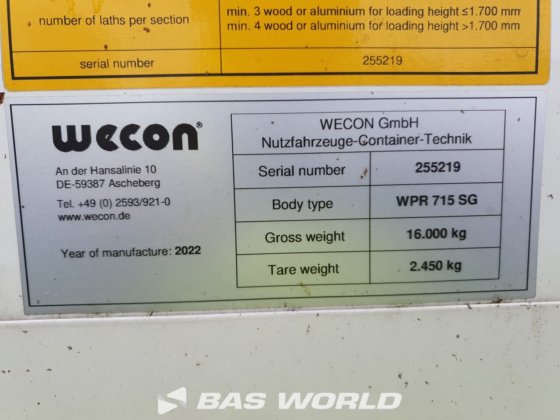 number of laths per section
min. 3 wood or aluminium for loading height ≤1.700 mm
min. 4 wood or aluminium for loading height >1.700 mm
serial number 255219
wecon®
An der Hansalinie 10
DE-59387 Ascheberg
Tel. +49 (0) 2593/921-0
www.wecon.de
Year of manufacture: 2022
WECON GmbH
Nutzfahrzeuge-Container-Technik
Serial number 255219
Body type WPR 715 SG
Gross weight 16.000 kg
Tare weight 2.450 kg
BAS WORLD